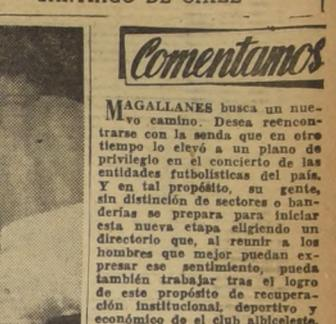 SANTIAGO DE CHILE
Comentamos
MAGALLANES busca un nue-
vo camino. Desea reencon-
trarse con la senda que en otro
tiempo lo elevó a un plano de
privilegio en el concierto de las
entidades futbolísticas del país.
Y en tal propósito, su gente,
sin distinción de sectores o ban-
derías se prepara para iniciar
esta nueva etapa eligiendo un
directorio que, al reunir a los
hombres que mejor puedan ex-
presar ese sentimiento, pueda
también trabajar tras el logro
de este propósito de recupera-
ción institucional, deportivo y
económico de el club albiceleste.